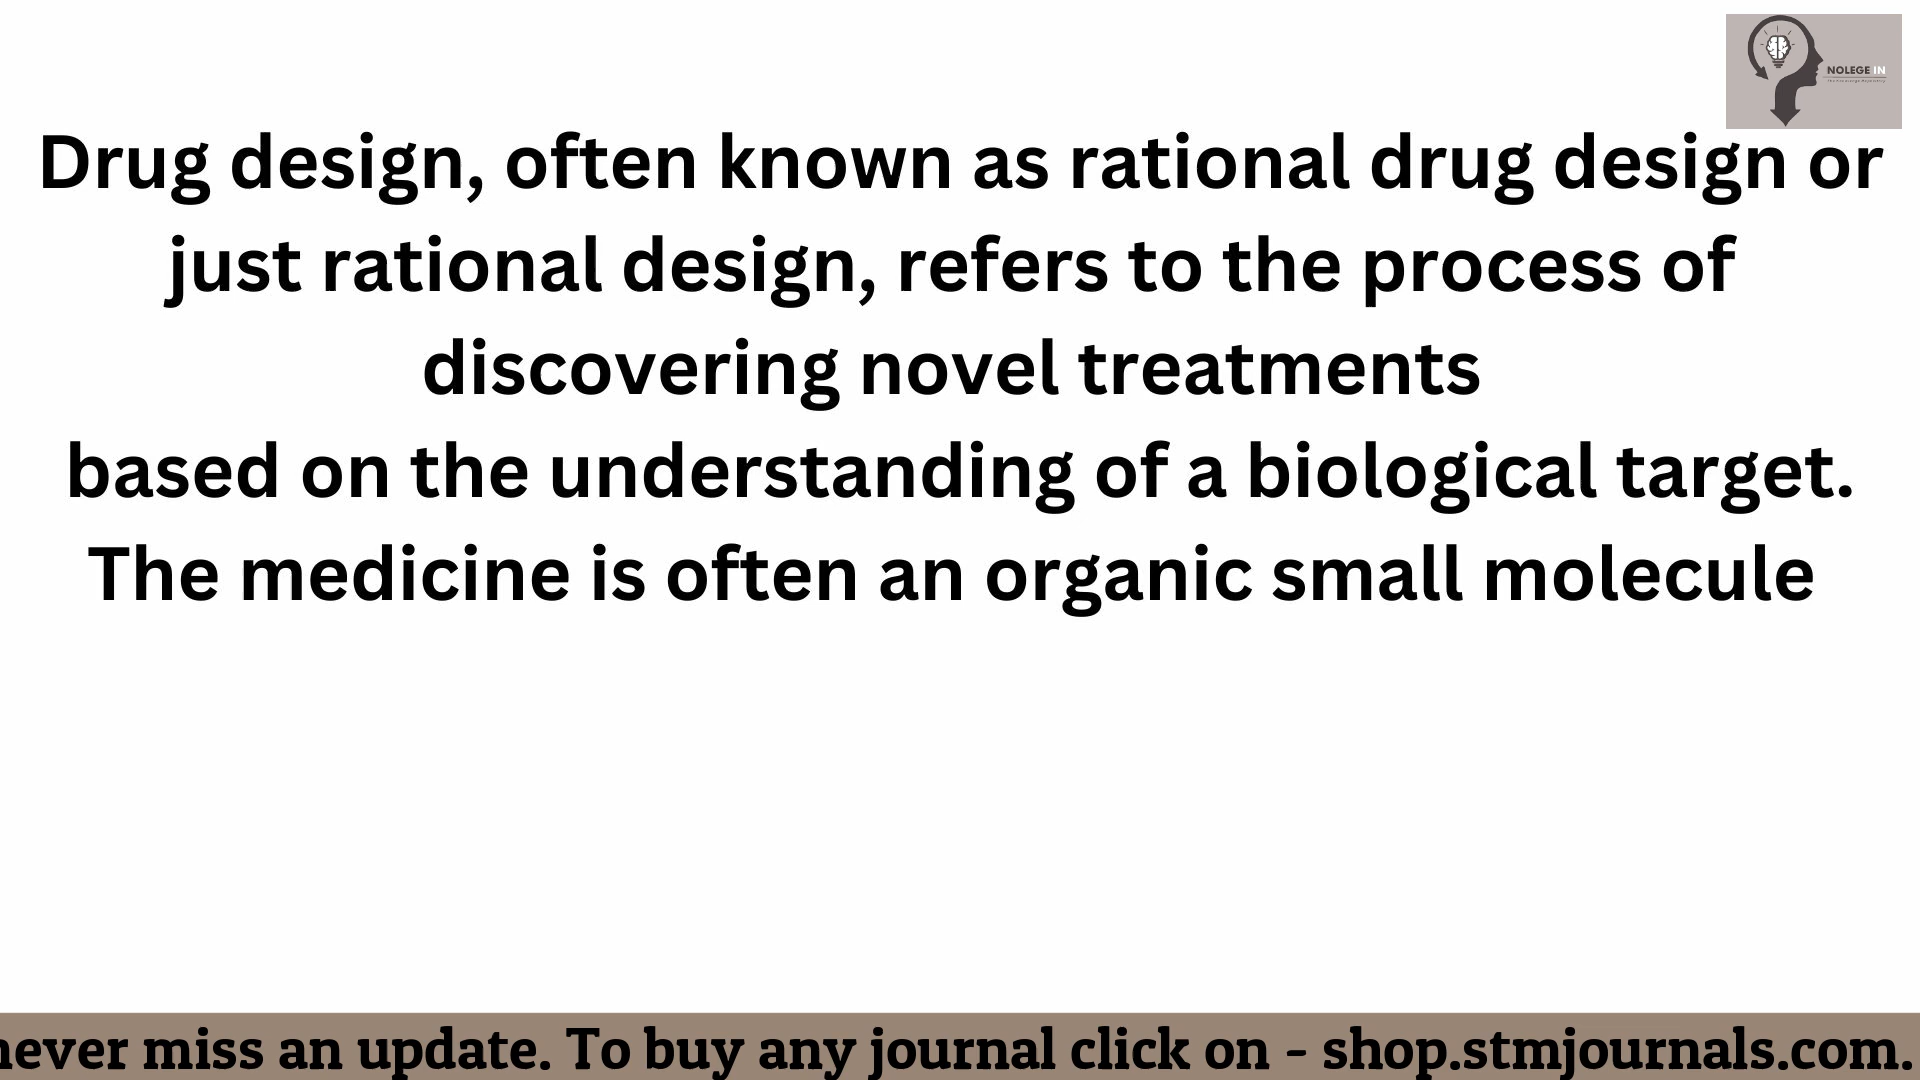 NOLEGE IN
Drug design, often known as rational drug design or
just rational design, refers to the process of
discovering novel treatments
based on the understanding of a biological target.
The medicine is often an organic small molecule
never miss an update. To buy any journal click on - shop.stmjournals.com.